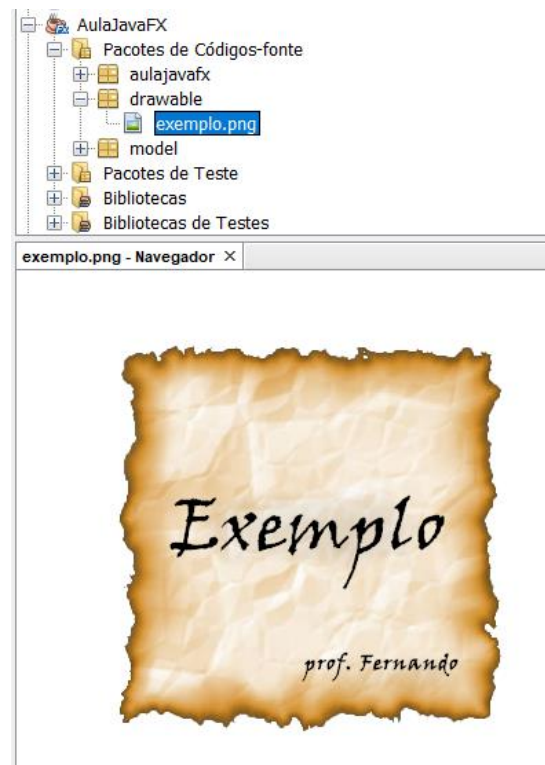 AulaJavaFX
Pacotes de Códigos-fonte
aulajavafx
drawable
exemplo.png
model
Pacotes de Teste
Bibliotecas
Bibliotecas de Testes
exemplo.png - Navegador ×
Exemplo
prof. Fernando